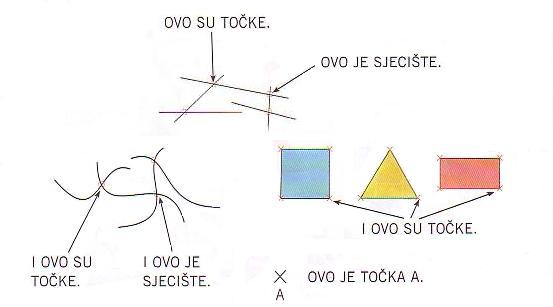 OVO SU TOČKE.
OVO JE SJECIŠTE.
I OVO SU TOČKE.
I OVO SU
TOČKE.
I OVO JE
SJECIŠTE.
OVO JE TOČKA A.
A